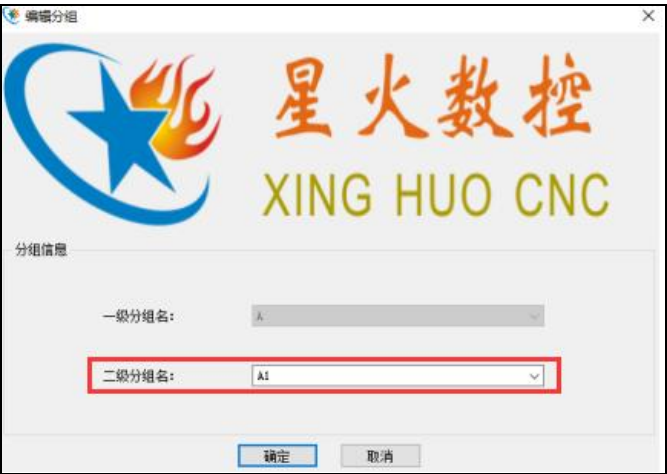 编辑分组
星火数控
XING HUO CNC
分组信息
一级分组名： A
二级分组名： A1
确定 取消